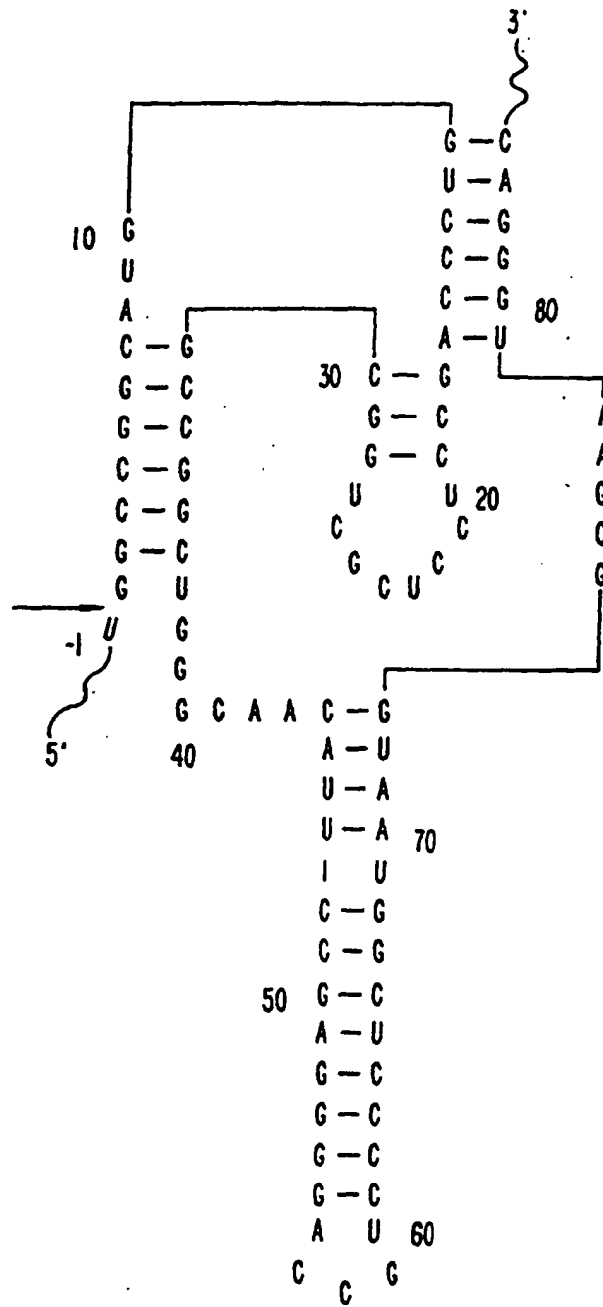 3'
G – C
U – A
10 G C – G
U C – G
A C – G 80
C – G A – U
G – C 30 C – G
G – C G – C A
C – G G – C A
C – G U U 20 G
C – C C C
G G C U C G
G U
-1 U G
G
5' G C A A C – G
40 A – U
U – A
U – A 70
I U
C – G
C – G
50 G – C
A – U
G – C
G – C
G – C
G – C
A U 60
C C G